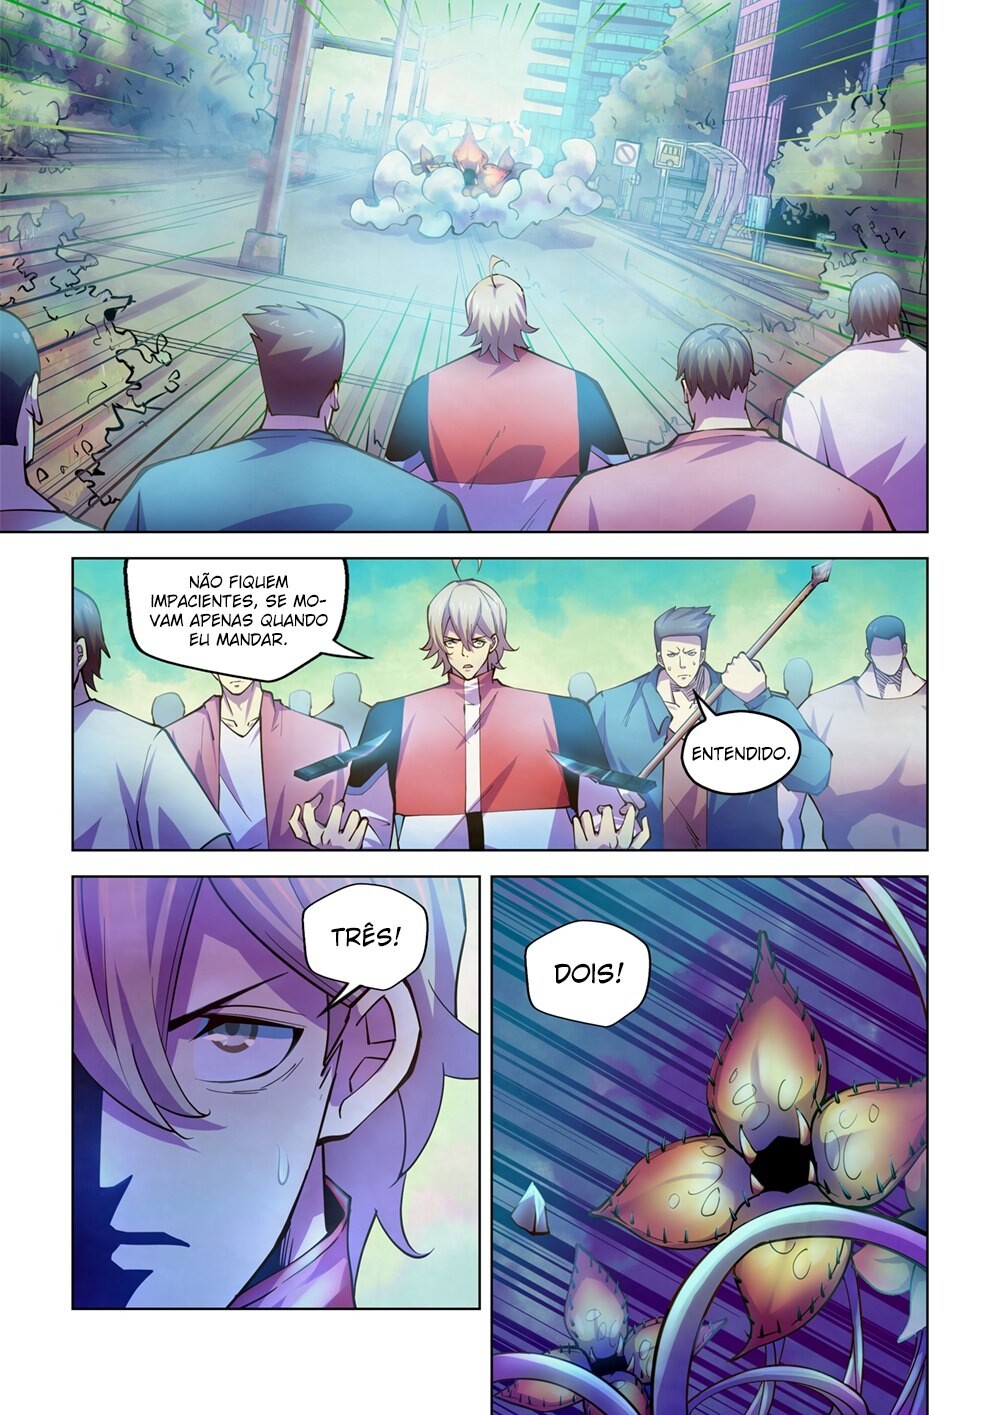 NÃO FIQUEM
IMPACIENTES, SE MO-
VAM APENAS QUANDO
EU MANDAR.
ENTENDIDO.
TRÊS!
DOIS!